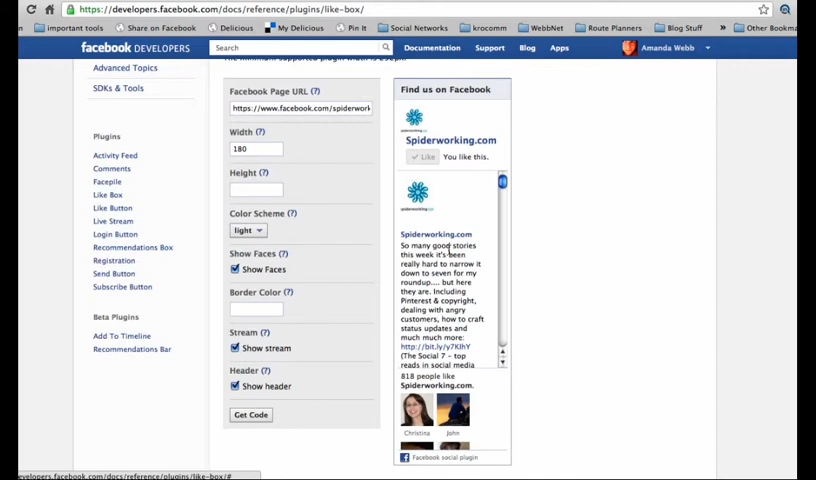 https://developers.facebook.com/docs/reference/plugins/like-box/
important tools
Share on Facebook
Delicious
My Delicious
Pin It
Social Networks
krocomm
WebbNet
Route Planners
Blog Stuff
»
Other Bookma
facebook DEVELOPERS
Search
Documentation
Support
Blog
Apps
Amanda Webb
Advanced Topics
SDKs & Tools
Plugins
Activity Feed
Comments
Facepile
Like Box
Like Button
Live Stream
Login Button
Recommendations Box
Registration
Send Button
Subscribe Button
Beta Plugins
Add To Timeline
Recommendations Bar
Facebook Page URL (?)
https://www.facebook.com/spiderwork
Width (?)
180
Height (?)
Color Scheme (?)
light
Show Faces (?)
Show Faces
Border Color (?)
Stream (?)
Show stream
Header (?)
Show header
Get Code
Find us on Facebook
Spiderworking.com
Like
You like this.
Spiderworking.com
So many good stories
this week it's been
really hard to narrow it
down to seven for my
roundup.... but here
they are. Including
Pinterest & copyright,
dealing with angry
customers, how to craft
status updates and
much much more:
http://bit.ly/y7KIhY
(The Social 7 - top
reads in social media
818 people like
Spiderworking.com.
Christina
John
Facebook social plugin
developers.facebook.com/docs/reference/plugins/like-box/#